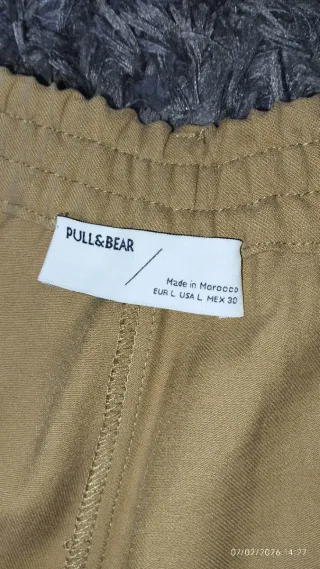 PULL&BEAR
Made in Morocco
EUR L USA L MEX 30
07/02/2026 14:27